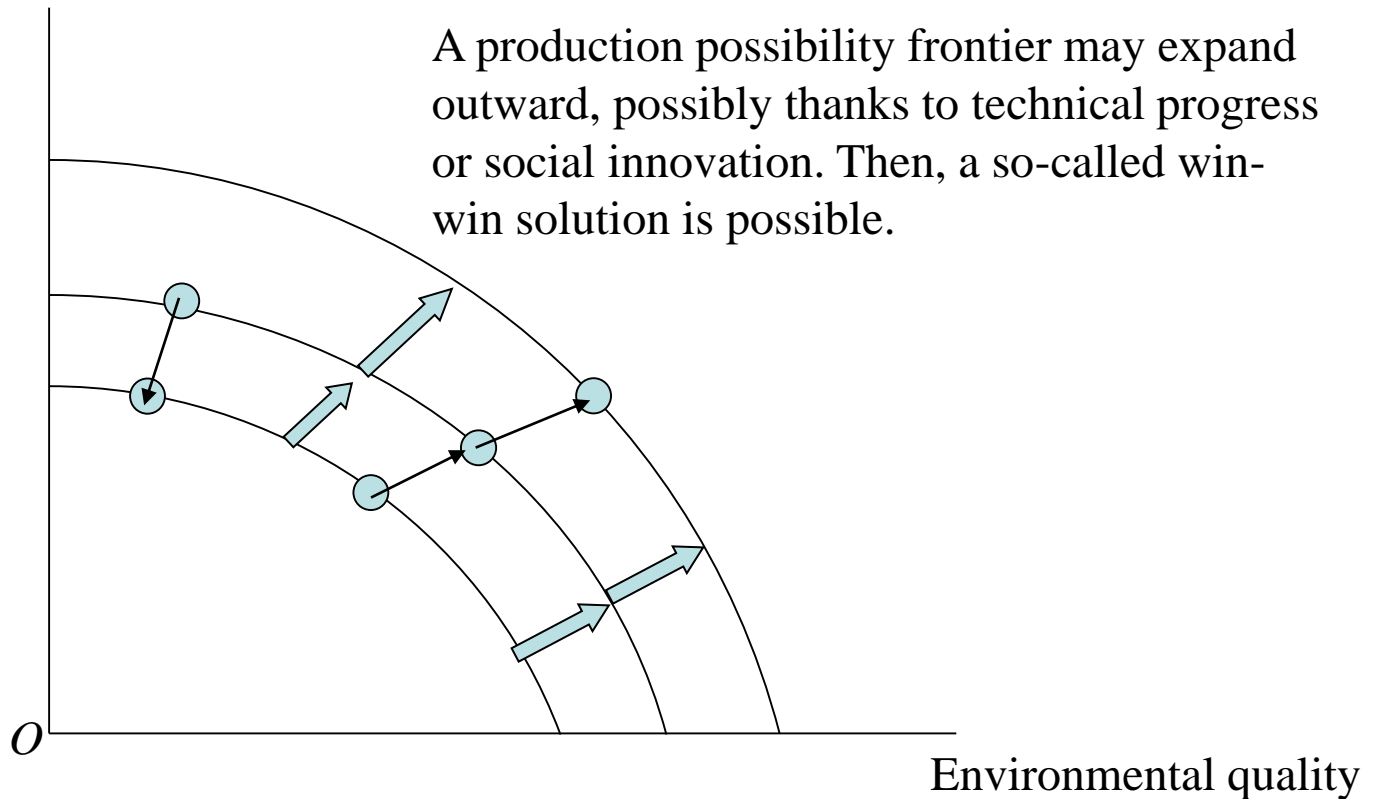 A production possibility frontier may expand
outward, possibly thanks to technical progress
or social innovation. Then, a so-called win-
win solution is possible.
O
Environmental quality